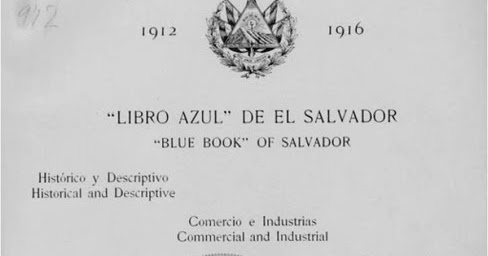 912
1912 1916
"LIBRO AZUL" DE EL SALVADOR
"BLUE BOOK" OF SALVADOR
Histórico y Descriptivo
Historical and Descriptive
Comercio e Industrias
Commercial and Industrial